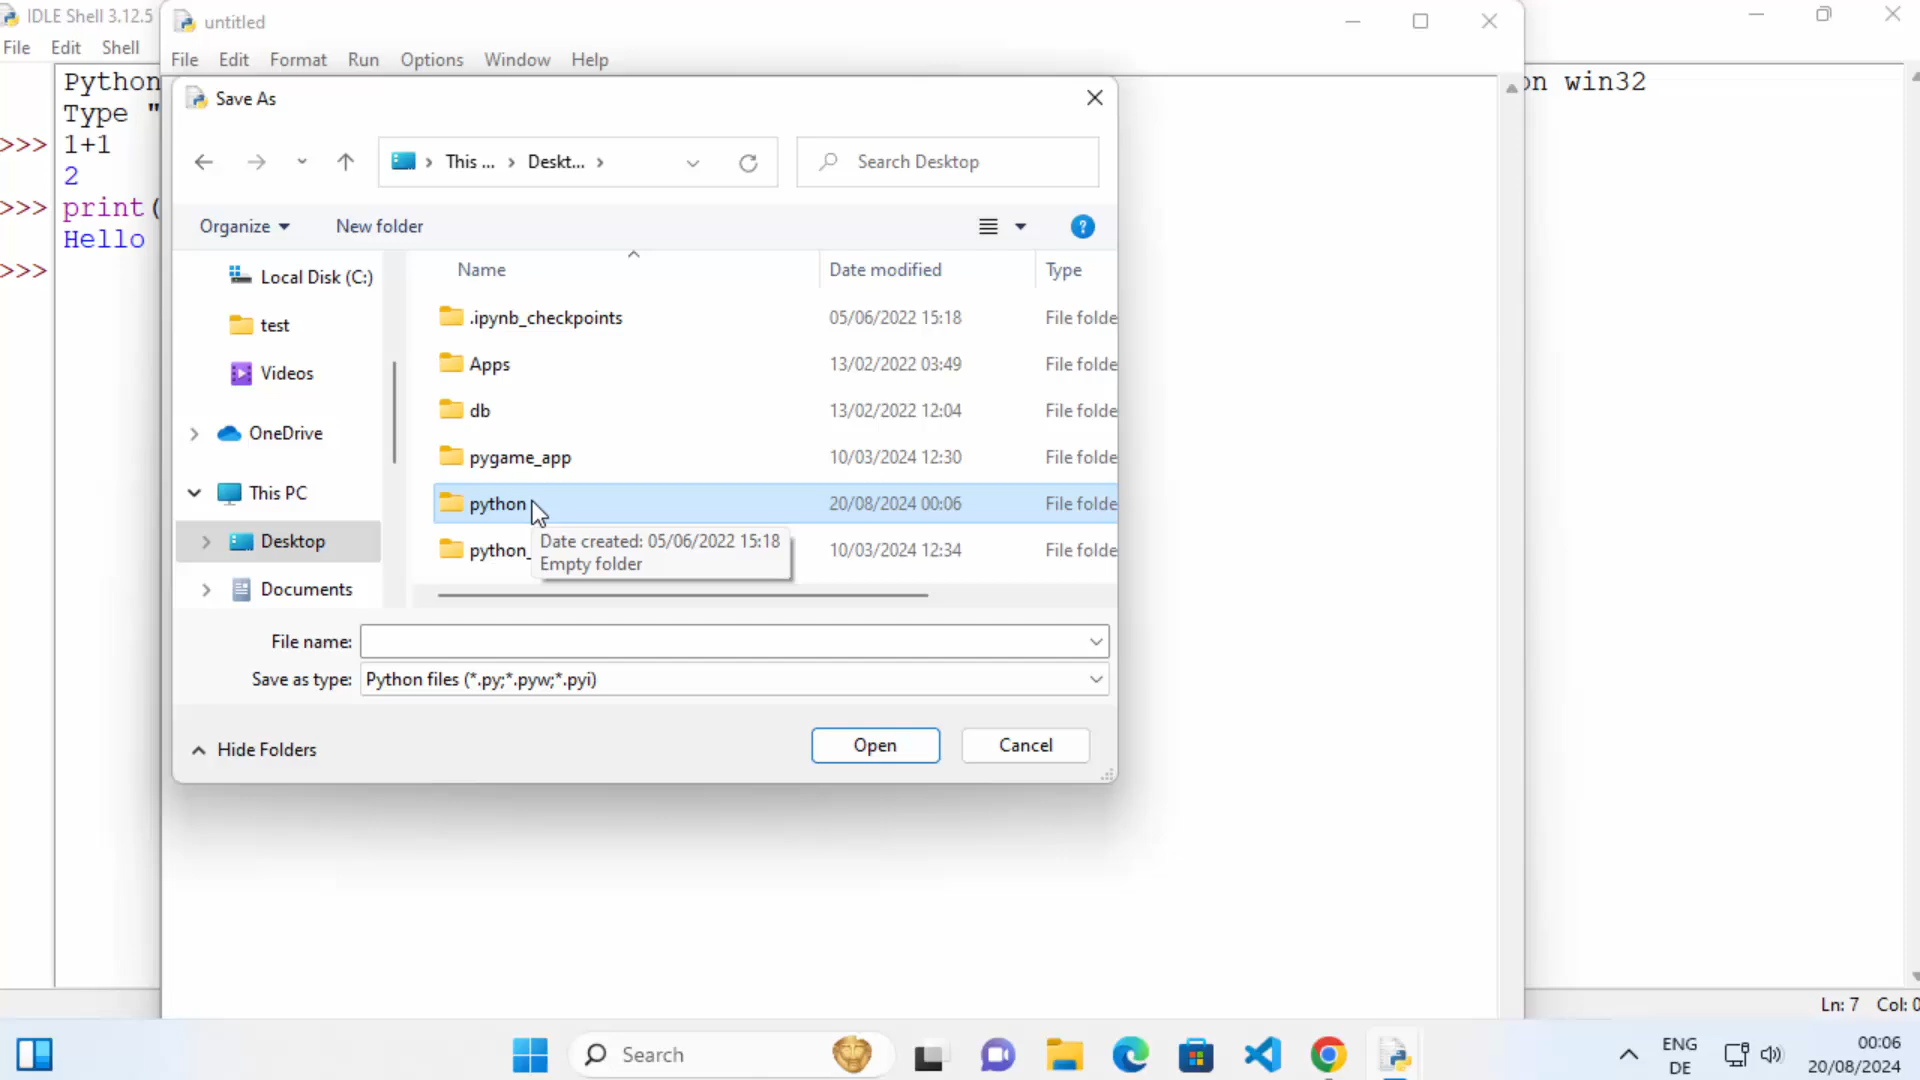 IDLE Shell 3.12.5
untitled
File Edit Shell
File Edit Format Run Options Window Help
Python
on win32
Type "
>>> 1+1
2
>>> print(
Hello
>>>
Save As
This ... > Deskt... >
Search Desktop
Organize
New folder
?
Name Date modified Type
Local Disk (C:)
test
Videos
OneDrive
This PC
Desktop
Documents
.ipynb_checkpoints 05/06/2022 15:18 File folde
Apps 13/02/2022 03:49 File folde
db 13/02/2022 12:04 File folde
pygame_app 10/03/2024 12:30 File folde
python 20/08/2024 00:06 File folde
python_ 10/03/2024 12:34 File folde
Date created: 05/06/2022 15:18
Empty folder
File name:
Save as type: Python files (*.py;*.pyw;*.pyi)
Hide Folders
Open
Cancel
Ln: 7 Col: 0
Search
ENG
DE
00:06
20/08/2024